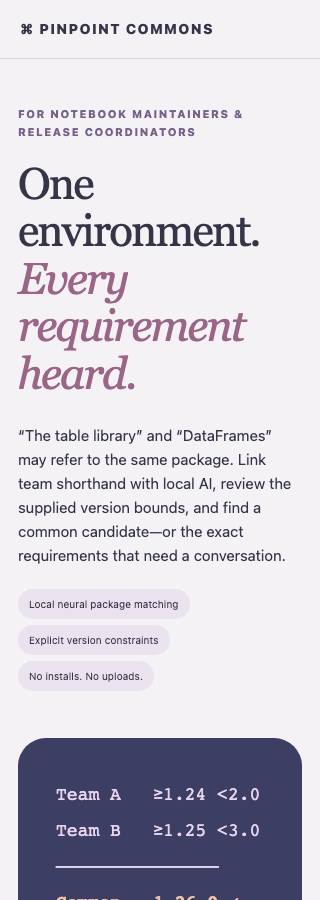 ⌘ PINPOINT COMMONS
FOR NOTEBOOK MAINTAINERS &
RELEASE COORDINATORS
One
environment.
Every
requirement
heard.
“The table library” and “DataFrames”
may refer to the same package. Link
team shorthand with local AI, review the
supplied version bounds, and find a
common candidate—or the exact
requirements that need a conversation.
Local neural package matching
Explicit version constraints
No installs. No uploads.
Team A ≥1.24 <2.0
Team B ≥1.25 <3.0